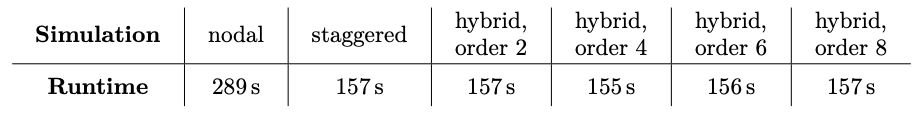 Simulation nodal staggered hybrid, order 2 hybrid, order 4 hybrid, order 6 hybrid, order 8
Runtime 289 s 157 s 157 s 155 s 156 s 157 s